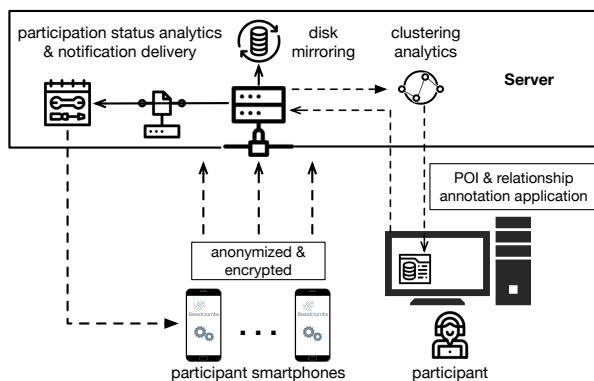 participation status analytics
& notification delivery
disk
mirroring
clustering
analytics
Server
POI & relationship
annotation application
anonymized &
encrypted
Breadcrumbs
Breadcrumbs
participant smartphones
participant